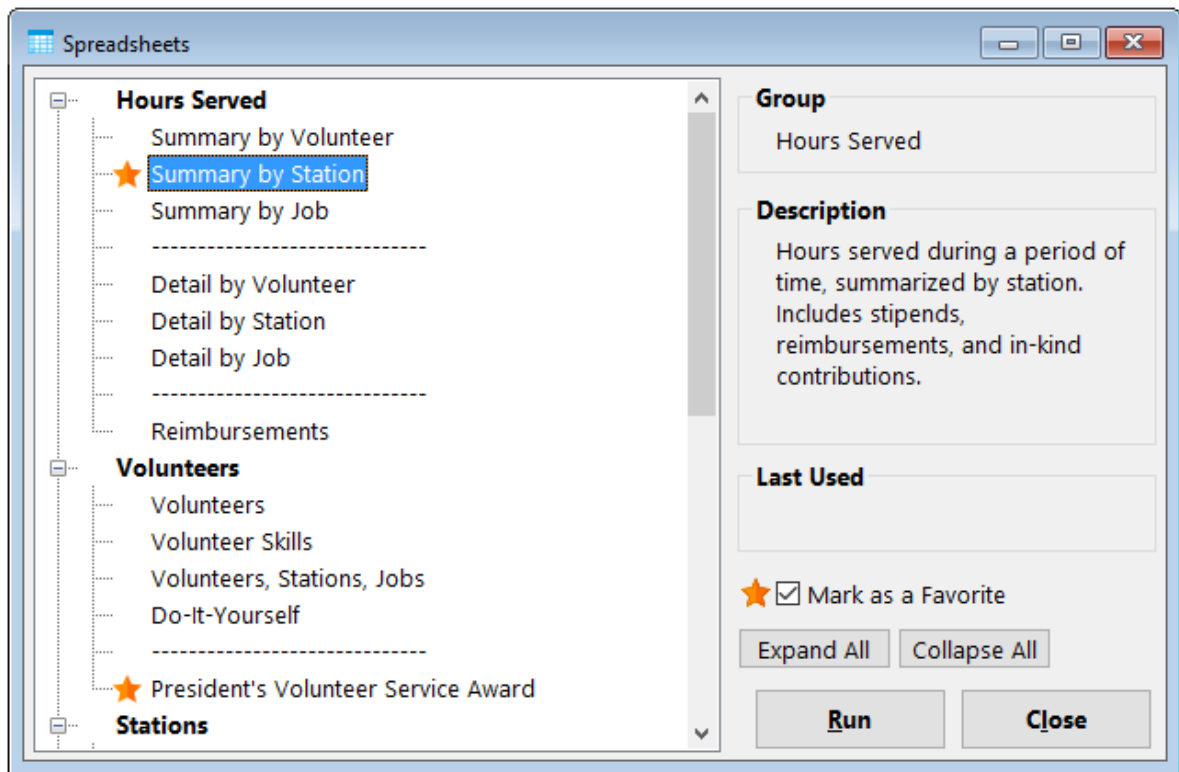 Spreadsheets
Hours Served
Summary by Volunteer
Summary by Station
Summary by Job
------------------------------
Detail by Volunteer
Detail by Station
Detail by Job
------------------------------
Reimbursements
Volunteers
Volunteers
Volunteer Skills
Volunteers, Stations, Jobs
Do-It-Yourself
------------------------------
President's Volunteer Service Award
Stations
Group
Hours Served
Description
Hours served during a period of
time, summarized by station.
Includes stipends,
reimbursements, and in-kind
contributions.
Last Used
Mark as a Favorite
Expand All
Collapse All
Run
Close